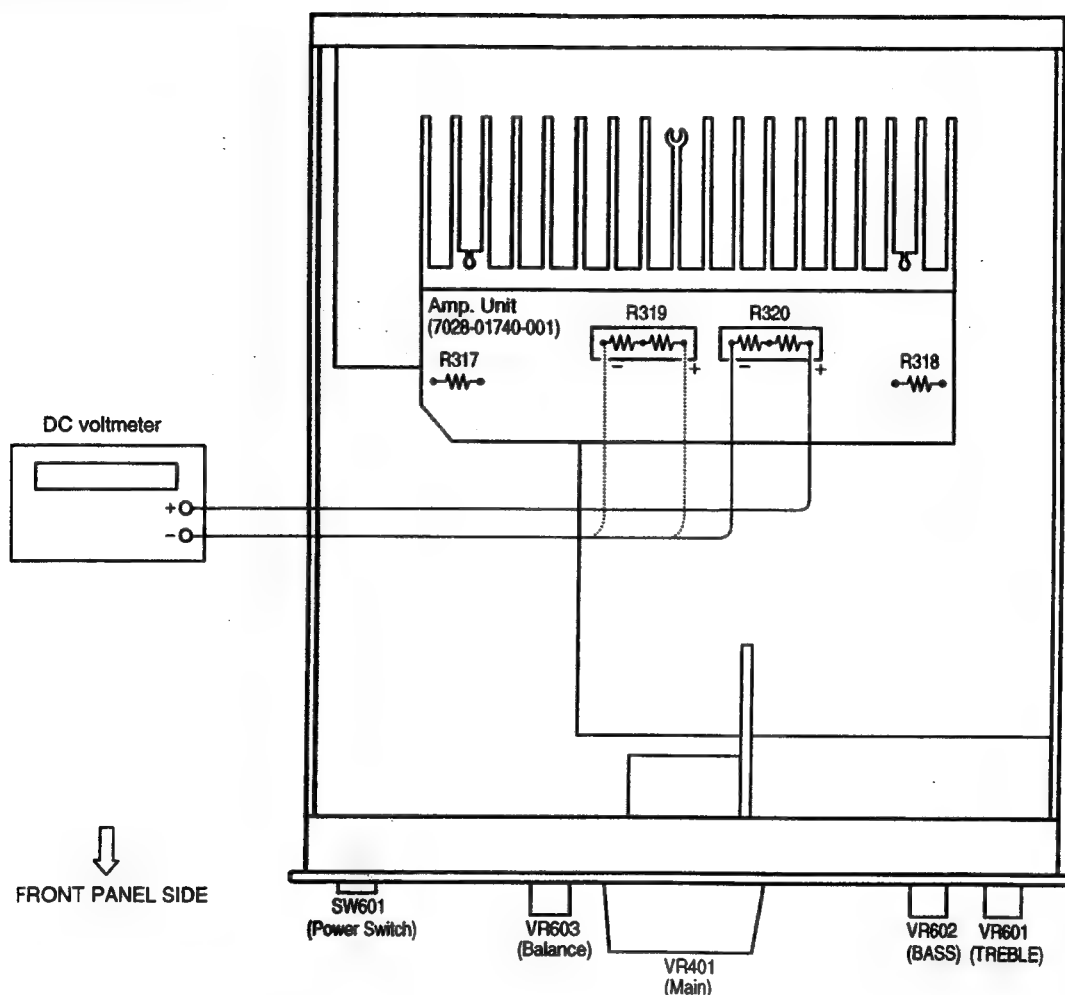 Amp. Unit
(7028-01740-001)
R319
R320
- +
- +
R317
R318
DC voltmeter
+
-
FRONT PANEL SIDE
SW601
(Power Switch)
VR603
(Balance)
VR401
(Main)
VR602
(BASS)
VR601
(TREBLE)